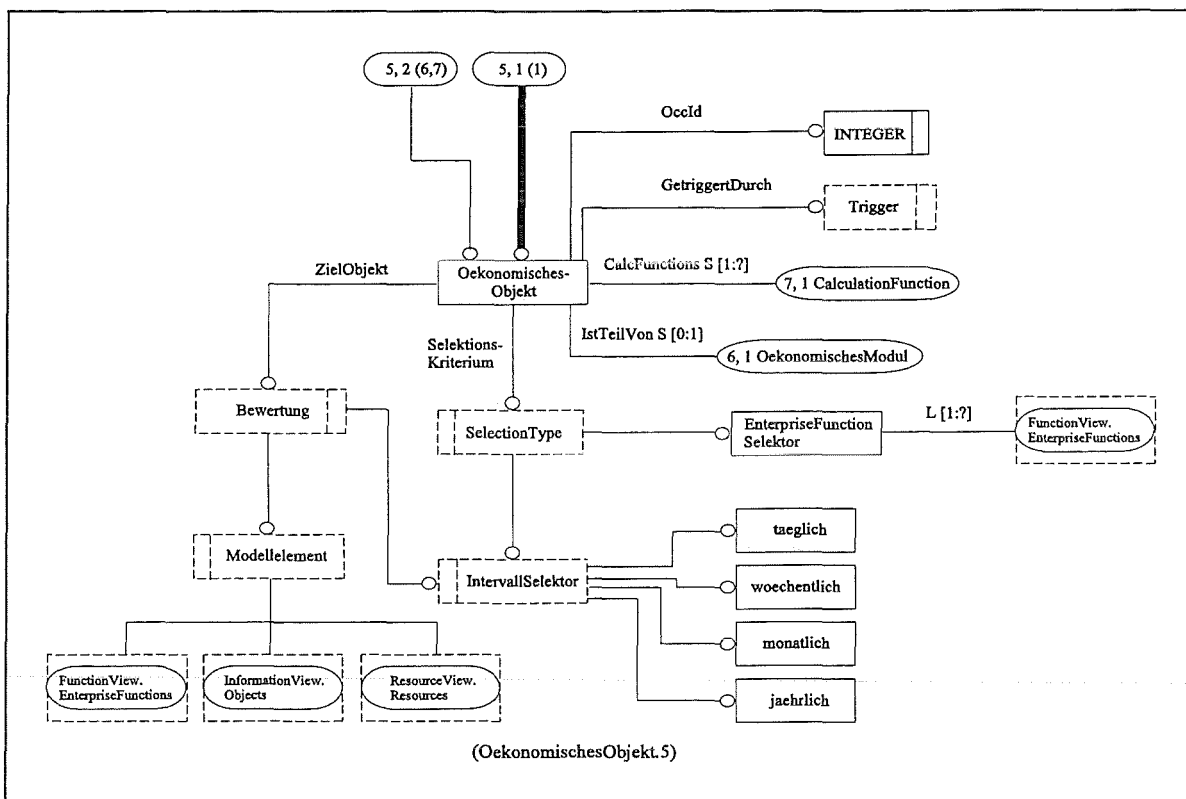 5, 2 (6,7)
5, 1 (1)
OccId
INTEGER
GetriggertDurch
Trigger
ZielObjekt
Oekonomisches-
Objekt
CalcFunctions S [1:?]
7, 1 CalculationFunction
IstTeilVon S [0:1]
6, 1 OekonomischesModul
Selektions-
Kriterium
Bewertung
SelectionType
EnterpriseFunction
Selektor
L [1:?]
FunctionView.
EnterpriseFunctions
Modellelement
IntervallSelektor
taeglich
woechentlich
monatlich
jaehrlich
FunctionView.
EnterpriseFunctions
InformationView.
Objects
ResourceView.
Resources
(OekonomischesObjekt.5)